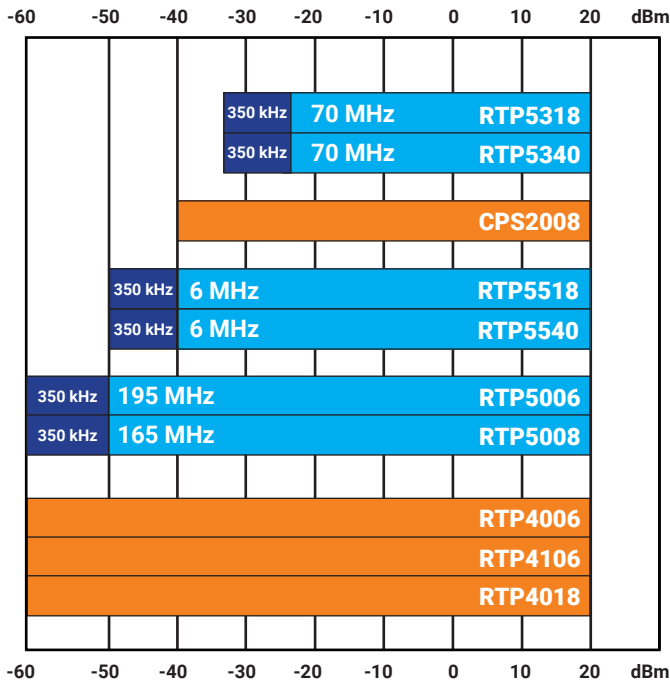 -60 -50 -40 -30 -20 -10 0 10 20 dBm
350 kHz 70 MHz RTP5318
350 kHz 70 MHz RTP5340
CPS2008
350 kHz 6 MHz RTP5518
350 kHz 6 MHz RTP5540
350 kHz 195 MHz RTP5006
350 kHz 165 MHz RTP5008
RTP4006
RTP4106
RTP4018
-60 -50 -40 -30 -20 -10 0 10 20 dBm